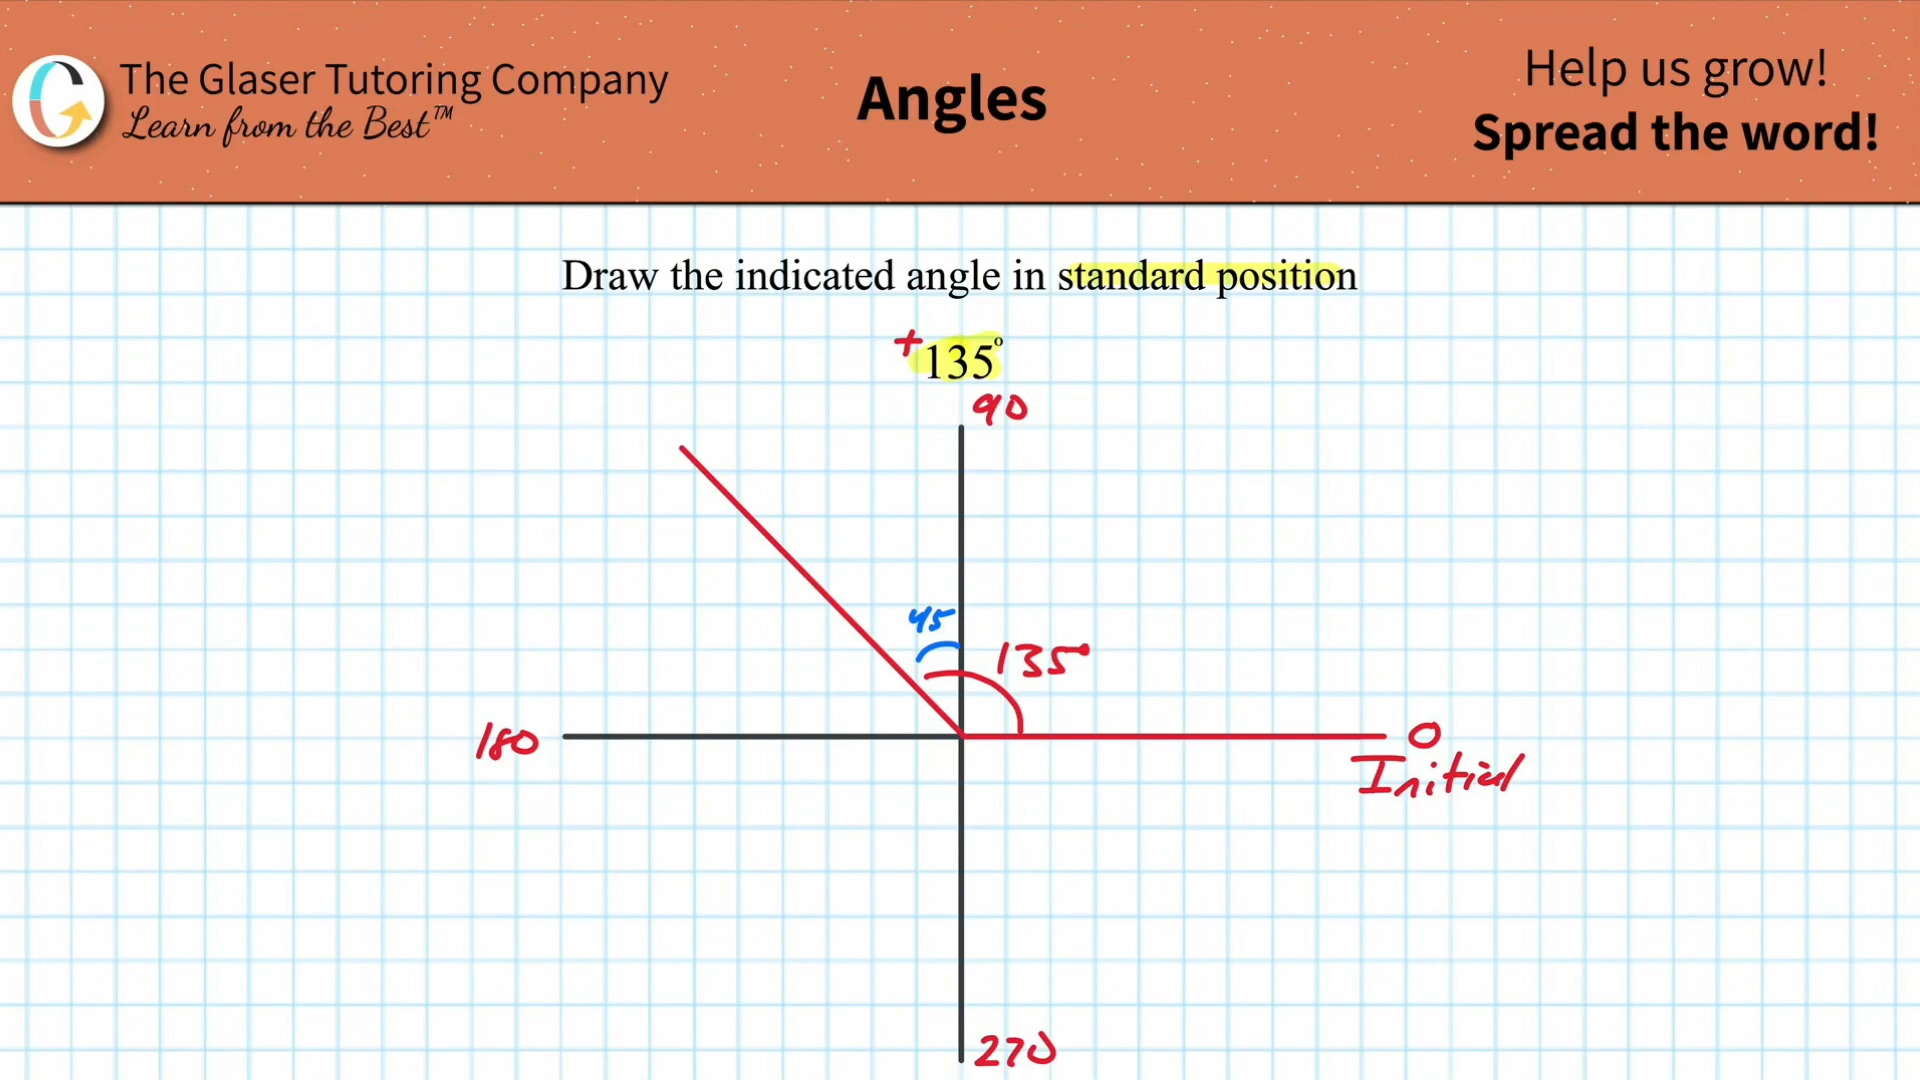 The Glaser Tutoring Company
Learn from the Best™
Angles
Help us grow!
Spread the word!
Draw the indicated angle in standard position
+135°
90
45
135°
180
0
Initial
270